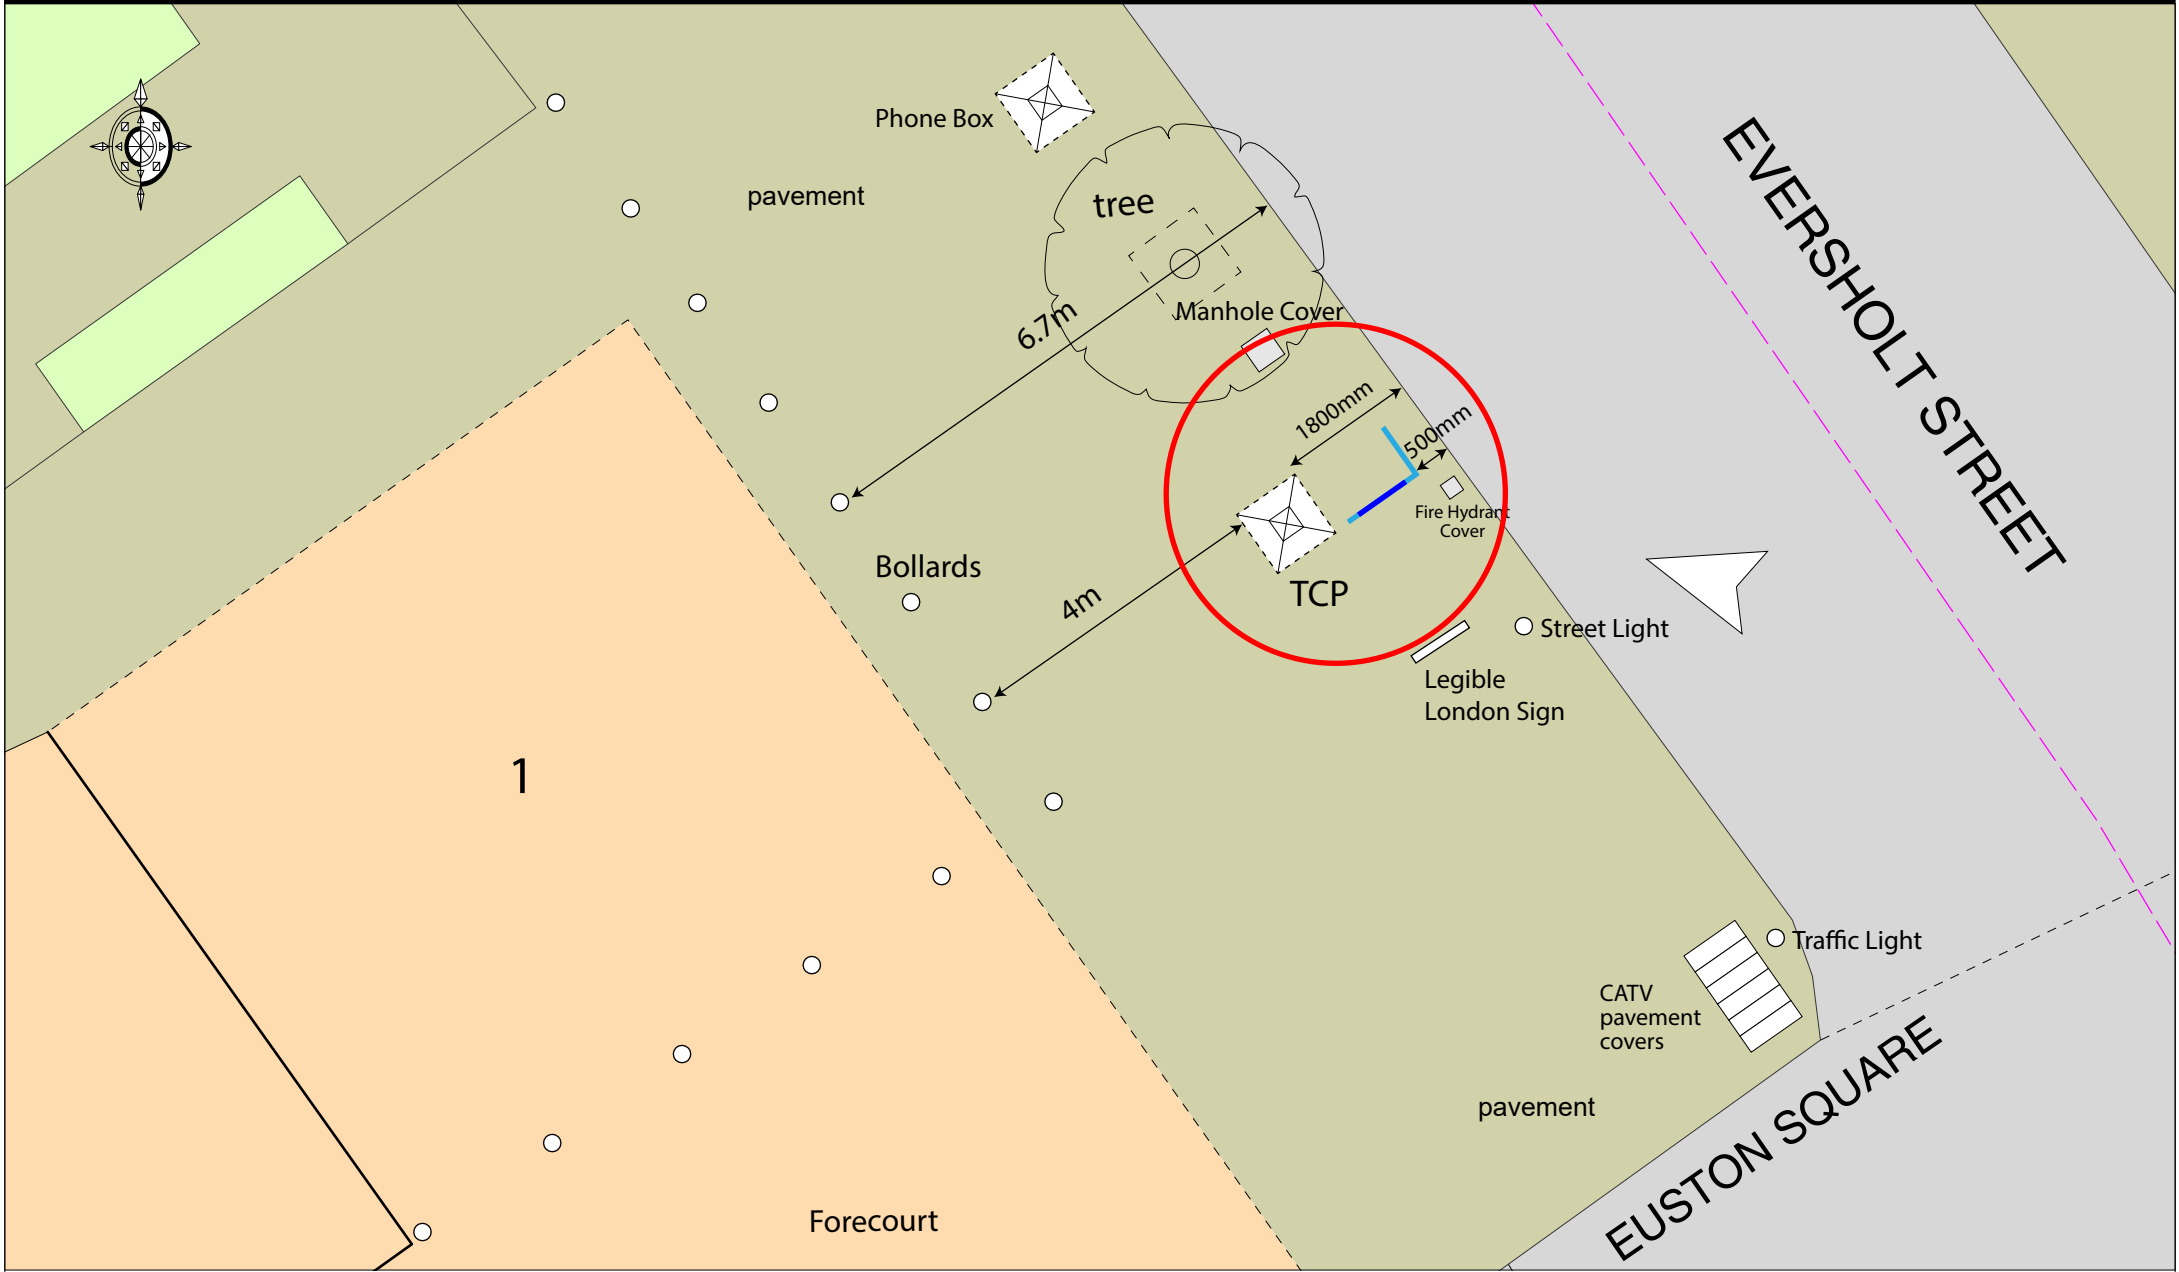 Phone Box
pavement
tree
EVERSHOLT STREET
Manhole Cover
6.7m
1800mm
500mm
Fire Hydrant
Cover
Bollards
TCP
4m
Street Light
Legible
London Sign
1
Traffic Light
CATV
pavement
covers
pavement
EUSTON SQUARE
Forecourt